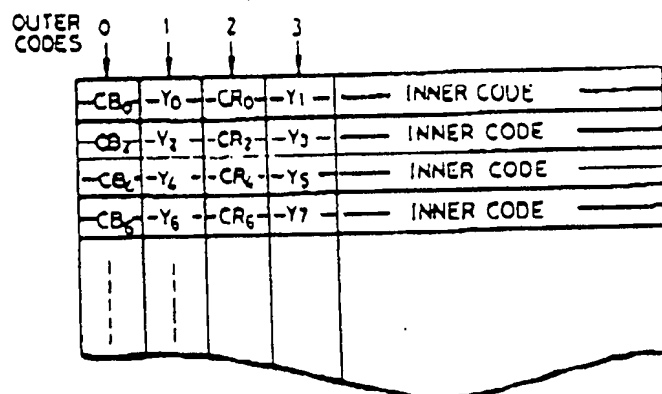 OUTER CODES 0 1 2 3
CB₀ Y₀ CR₀ Y₁ INNER CODE
CB₂ Y₂ CR₂ Y₃ INNER CODE
CB₄ Y₄ CR₄ Y₅ INNER CODE
CB₆ Y₆ CR₆ Y₇ INNER CODE